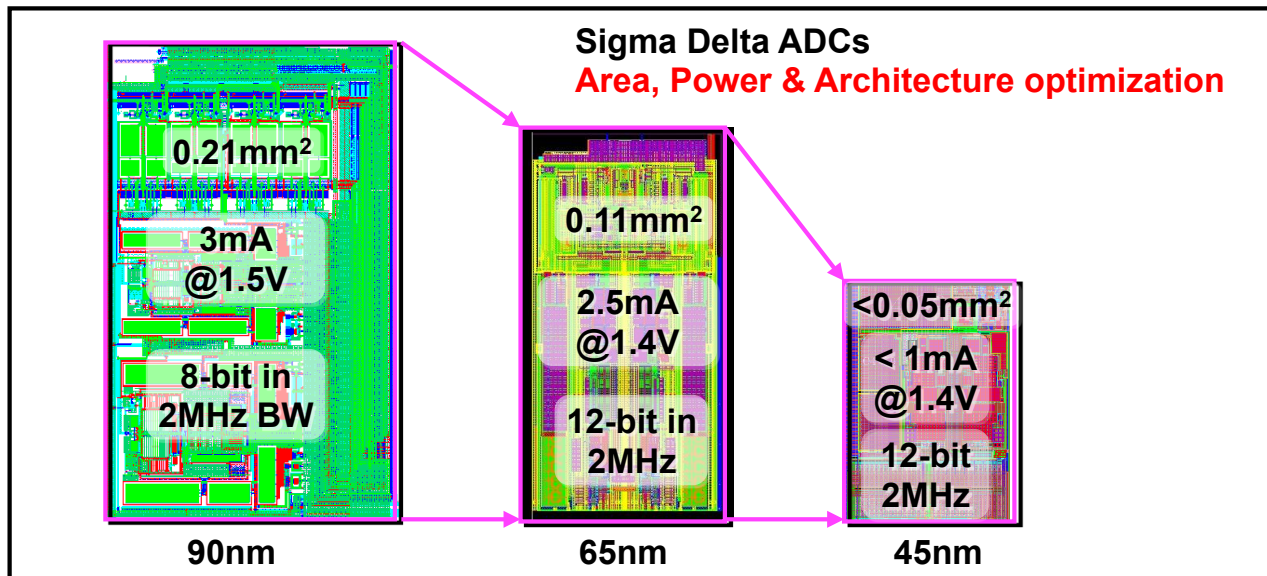 Sigma Delta ADCs
Area, Power & Architecture optimization
0.21mm²
3mA
@1.5V
8-bit in
2MHz BW
90nm
0.11mm²
2.5mA
@1.4V
12-bit in
2MHz
65nm
<0.05mm²
< 1mA
@1.4V
12-bit
2MHz
45nm